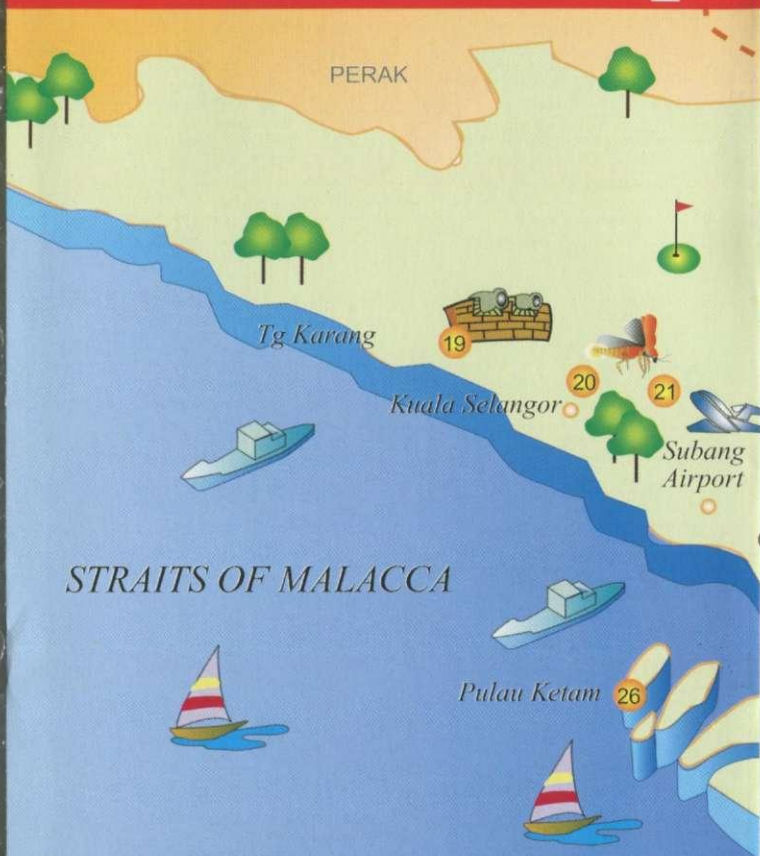 PERAK
Tg Karang
19
20
21
Kuala Selangor
Subang
Airport
STRAITS OF MALACCA
Pulau Ketam
26